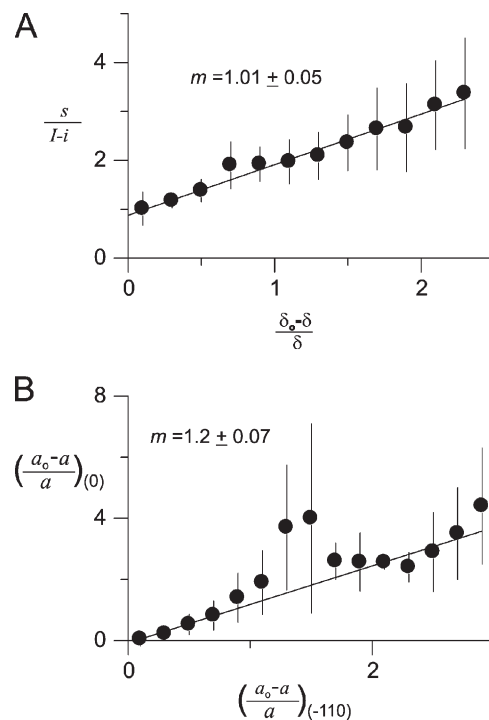 A
4
m=1.01 ± 0.05
s
I-i
2
0
0
1
2
δo-δ
δ
B
8
m=1.2 ± 0.07
(ao-a/a)(0)
4
0
0
2
(ao-a/a)(-110)